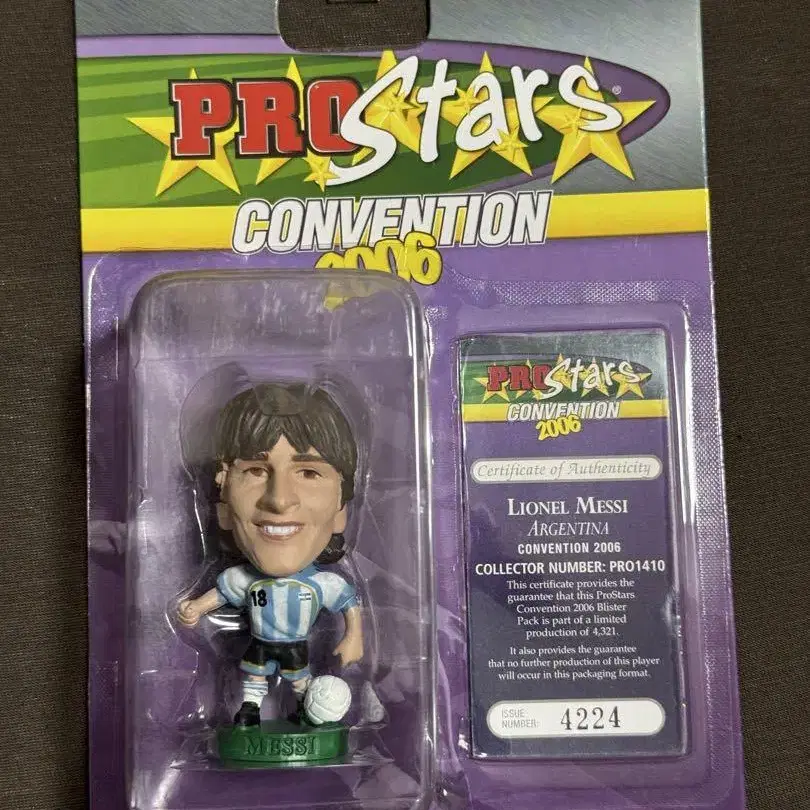 PROStars®
CONVENTION
2006
PROStars
CONVENTION
2006
Certificate of Authenticity
LIONEL MESSI
ARGENTINA
CONVENTION 2006
COLLECTOR NUMBER: PRO1410
This certificate provides the
guarantee that this ProStars
Convention 2006 Blister
Pack is part of a limited
production of 4,321.
It also provides the guarantee
that no further production of this player
will occur in this packaging format.
ISSUE
NUMBER: 4224
18
MESSI